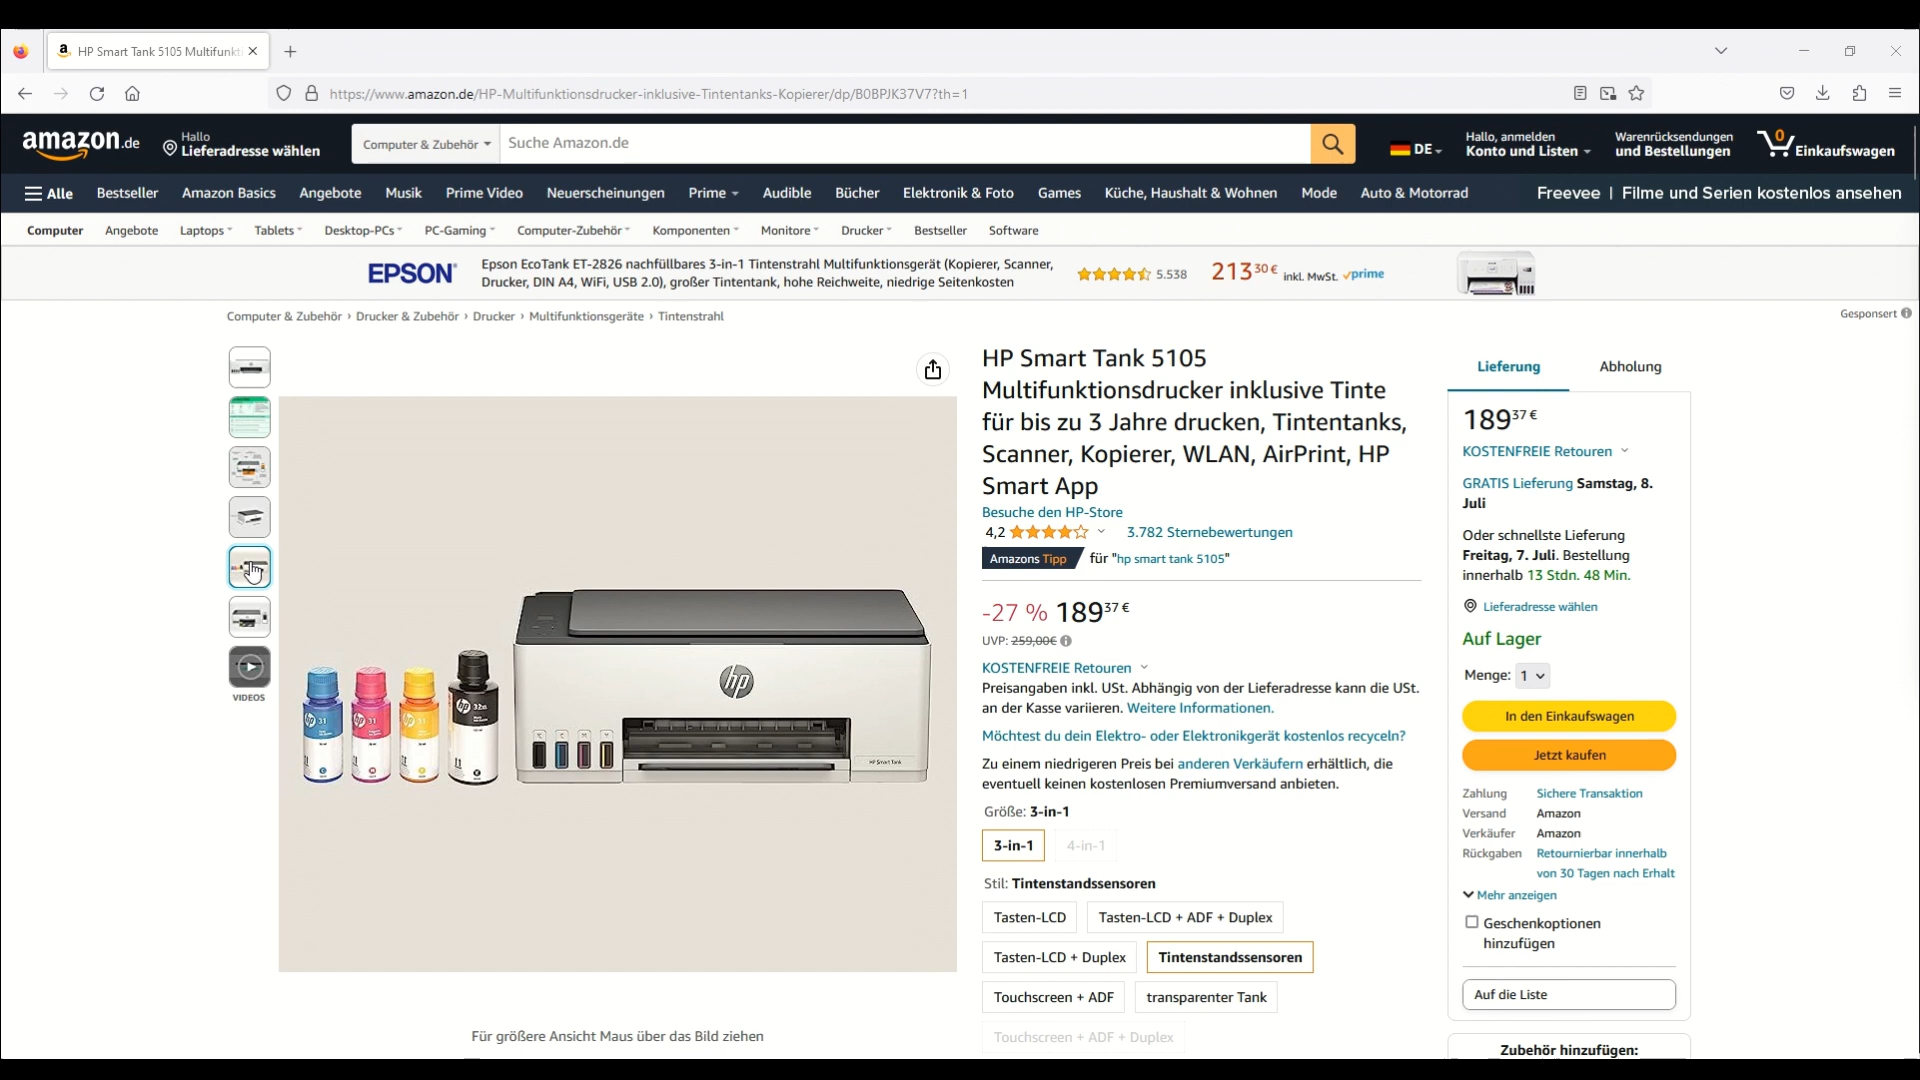 HP Smart Tank 5105 Multifunkti
https://www.amazon.de/HP-Multifunktionsdrucker-inklusive-Tintentanks-Kopierer/dp/B0BPJK37V7?th=1
amazon.de
Hallo
Lieferadresse wählen
Computer & Zubehör
Suche Amazon.de
DE
Hallo, anmelden
Konto und Listen
Warenrücksendungen
und Bestellungen
0
Einkaufswagen
Alle
Bestseller
Amazon Basics
Angebote
Musik
Prime Video
Neuerscheinungen
Prime
Audible
Bücher
Elektronik & Foto
Games
Küche, Haushalt & Wohnen
Mode
Auto & Motorrad
Freevee | Filme und Serien kostenlos ansehen
Computer
Angebote
Laptops
Tablets
Desktop-PCs
PC-Gaming
Computer-Zubehör
Komponenten
Monitore
Drucker
Bestseller
Software
EPSON
Epson EcoTank ET-2826 nachfüllbares 3-in-1 Tintenstrahl Multifunktionsgerät (Kopierer, Scanner,
Drucker, DIN A4, WiFi, USB 2.0), großer Tintentank, hohe Reichweite, niedrige Seitenkosten
5.538
213 30 € inkl. MwSt. prime
Computer & Zubehör › Drucker & Zubehör › Drucker › Multifunktionsgeräte › Tintenstrahl
Gesponsert
VIDEOS
hp
HP Smart Tank
31
31
31
32xl
Für größere Ansicht Maus über das Bild ziehen
HP Smart Tank 5105
Multifunktionsdrucker inklusive Tinte
für bis zu 3 Jahre drucken, Tintentanks,
Scanner, Kopierer, WLAN, AirPrint, HP
Smart App
Besuche den HP-Store
4,2
3.782 Sternebewertungen
Amazons Tipp für "hp smart tank 5105"
-27 % 189 37 €
UVP: 259,00€
KOSTENFREIE Retouren
Preisangaben inkl. USt. Abhängig von der Lieferadresse kann die USt.
an der Kasse variieren. Weitere Informationen.
Möchtest du dein Elektro- oder Elektronikgerät kostenlos recyceln?
Zu einem niedrigeren Preis bei anderen Verkäufern erhältlich, die
eventuell keinen kostenlosen Premiumversand anbieten.
Größe: 3-in-1
3-in-1
4-in-1
Stil: Tintenstandssensoren
Tasten-LCD
Tasten-LCD + ADF + Duplex
Tasten-LCD + Duplex
Tintenstandssensoren
Touchscreen + ADF
transparenter Tank
Touchscreen + ADF + Duplex
Lieferung
Abholung
189 37 €
KOSTENFREIE Retouren
GRATIS Lieferung Samstag, 8.
Juli
Oder schnellste Lieferung
Freitag, 7. Juli. Bestellung
innerhalb 13 Stdn. 48 Min.
Lieferadresse wählen
Auf Lager
Menge: 1
In den Einkaufswagen
Jetzt kaufen
Zahlung Sichere Transaktion
Versand Amazon
Verkäufer Amazon
Rückgaben Retournierbar innerhalb
von 30 Tagen nach Erhalt
Mehr anzeigen
Geschenkoptionen
hinzufügen
Auf die Liste
Zubehör hinzufügen: